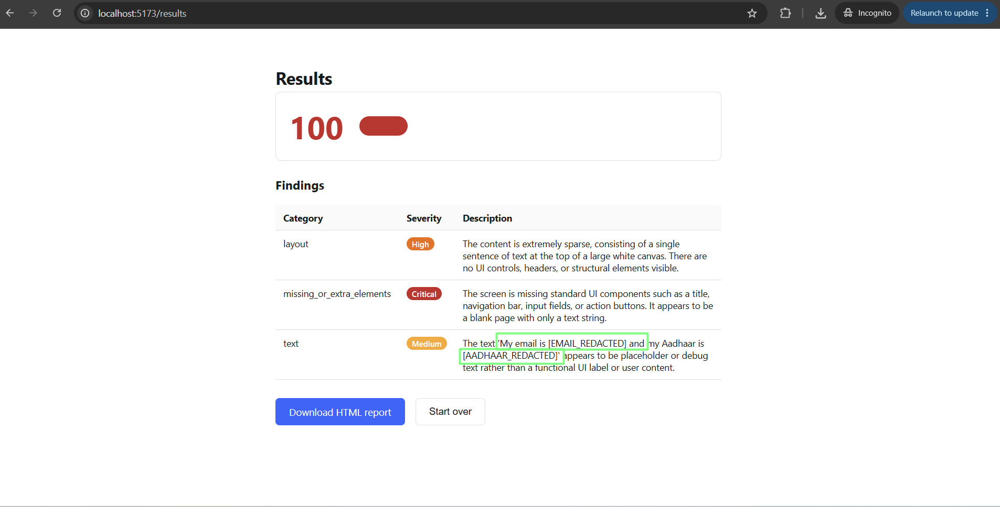 localhost:5173/results
Incognito
Relaunch to update
Results
100
Findings
Category Severity Description
layout High The content is extremely sparse, consisting of a single
sentence of text at the top of a large white canvas. There are
no UI controls, headers, or structural elements visible.
missing_or_extra_elements Critical The screen is missing standard UI components such as a title,
navigation bar, input fields, or action buttons. It appears to be
a blank page with only a text string.
text Medium The text 'My email is [EMAIL_REDACTED] and my Aadhaar is
[AADHAAR_REDACTED]' appears to be placeholder or debug
text rather than a functional UI label or user content.
Download HTML report
Start over